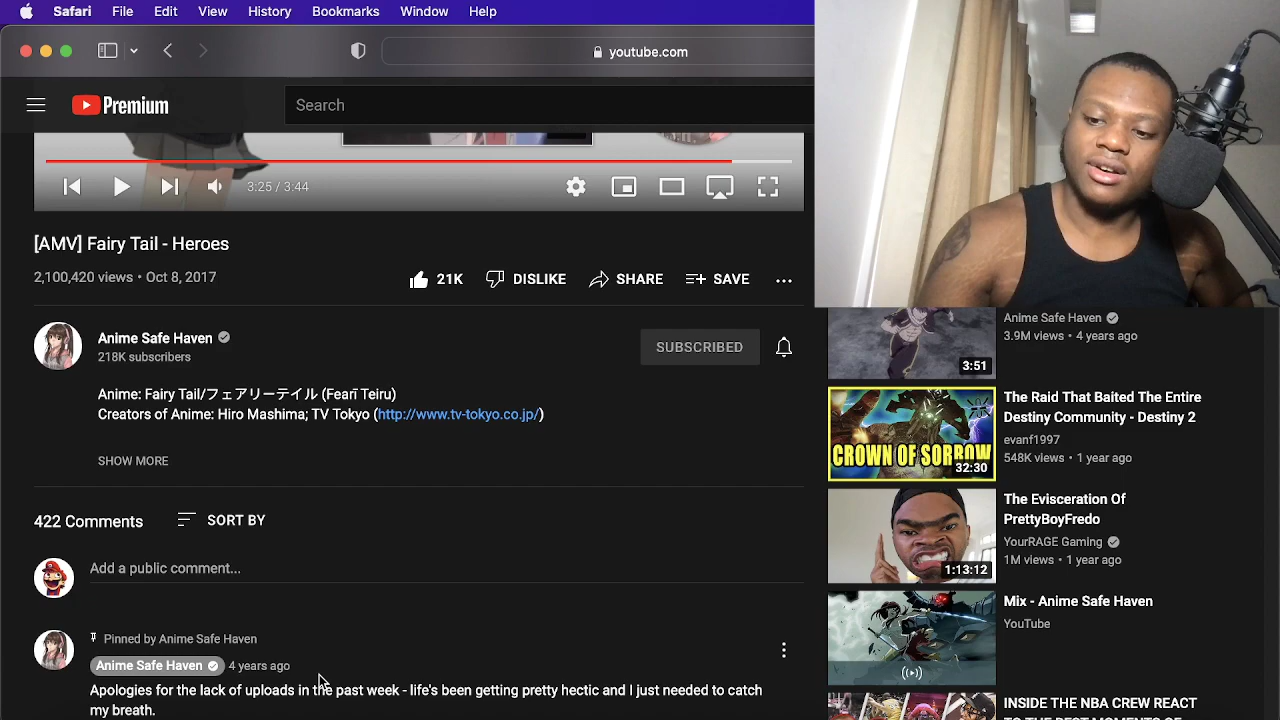 Safari File Edit View History Bookmarks Window Help
youtube.com
Premium
Search
3:25 / 3:44
[AMV] Fairy Tail - Heroes
2,100,420 views • Oct 8, 2017
21K DISLIKE SHARE SAVE
Anime Safe Haven
218K subscribers
SUBSCRIBED
Anime: Fairy Tail/フェアリーテイル (Fearī Teiru)
Creators of Anime: Hiro Mashima; TV Tokyo (http://www.tv-tokyo.co.jp/)
SHOW MORE
422 Comments SORT BY
Add a public comment...
Pinned by Anime Safe Haven
Anime Safe Haven 4 years ago
Apologies for the lack of uploads in the past week - life's been getting pretty hectic and I just needed to catch
my breath.
Anime Safe Haven
3.9M views • 4 years ago
3:51
The Raid That Baited The Entire
Destiny Community - Destiny 2
evanf1997
548K views • 1 year ago
CROWN OF SORROW
32:30
The Evisceration Of
PrettyBoyFredo
YourRAGE Gaming
1M views • 1 year ago
1:13:12
Mix - Anime Safe Haven
YouTube
INSIDE THE NBA CREW REACT
TO THE BEST MOMENTS OF